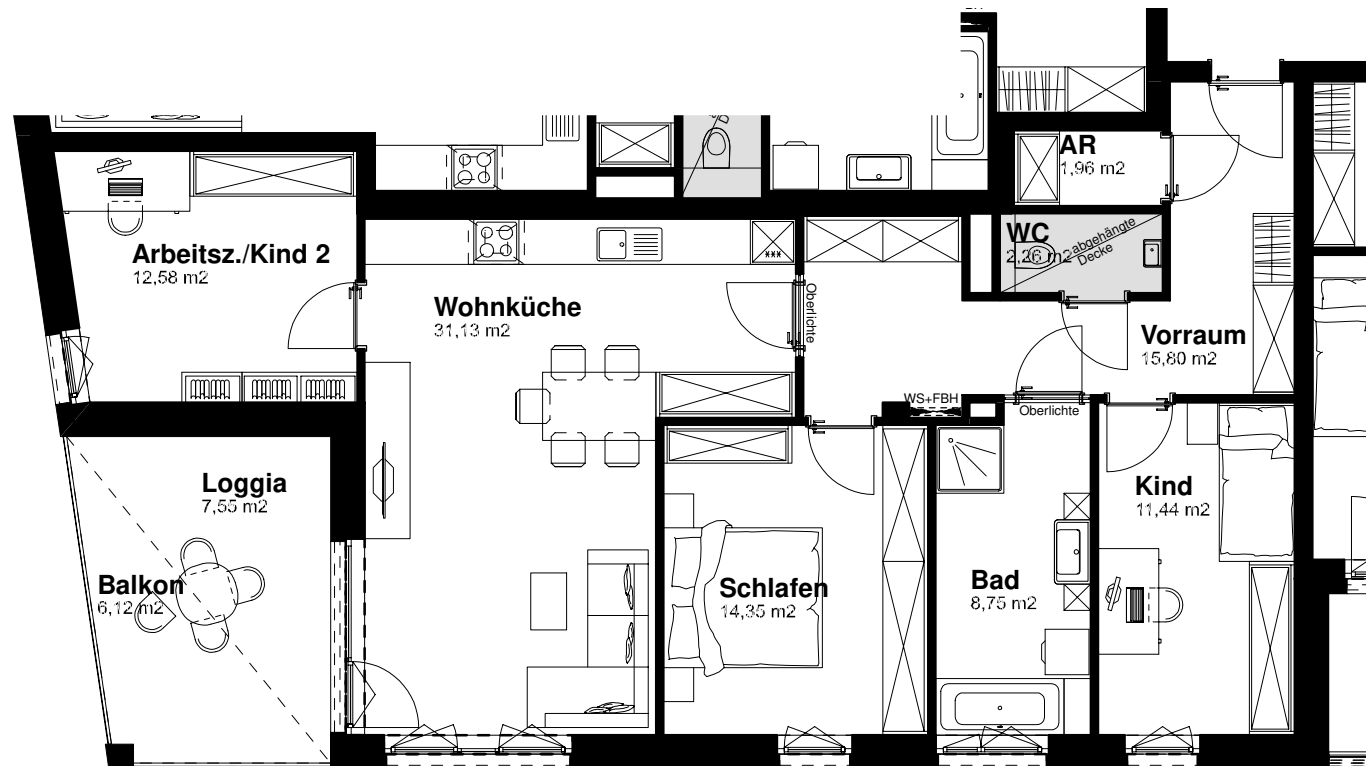 AR
1,96 m2
WC
2,26 m2
abgehängte
Decke
Arbeitsz./Kind 2
12,58 m2
Wohnküche
31,13 m2
Oberlichte
Vorraum
15,80 m2
WS+FBH
Oberlichte
Loggia
7,55 m2
Kind
11,44 m2
Balkon
6,12 m2
Schlafen
14,35 m2
Bad
8,75 m2
***